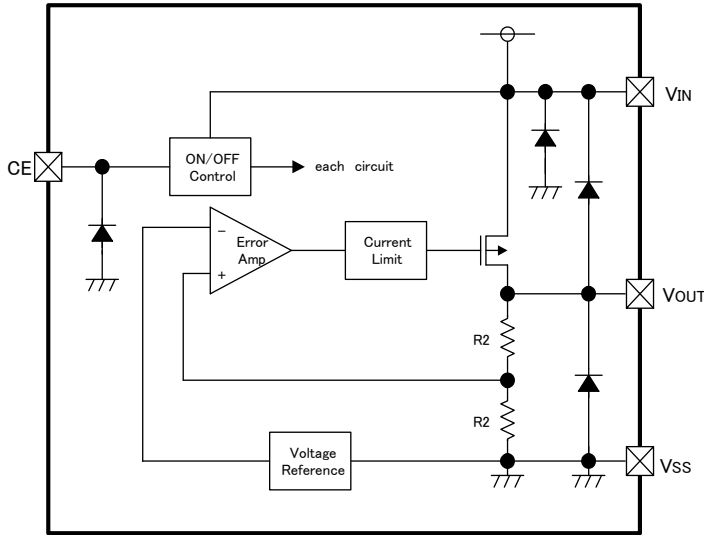 VIN
CE
ON/OFF
Control
each circuit
−
Error
Amp
+
Current
Limit
VOUT
R2
R2
Voltage
Reference
VSS